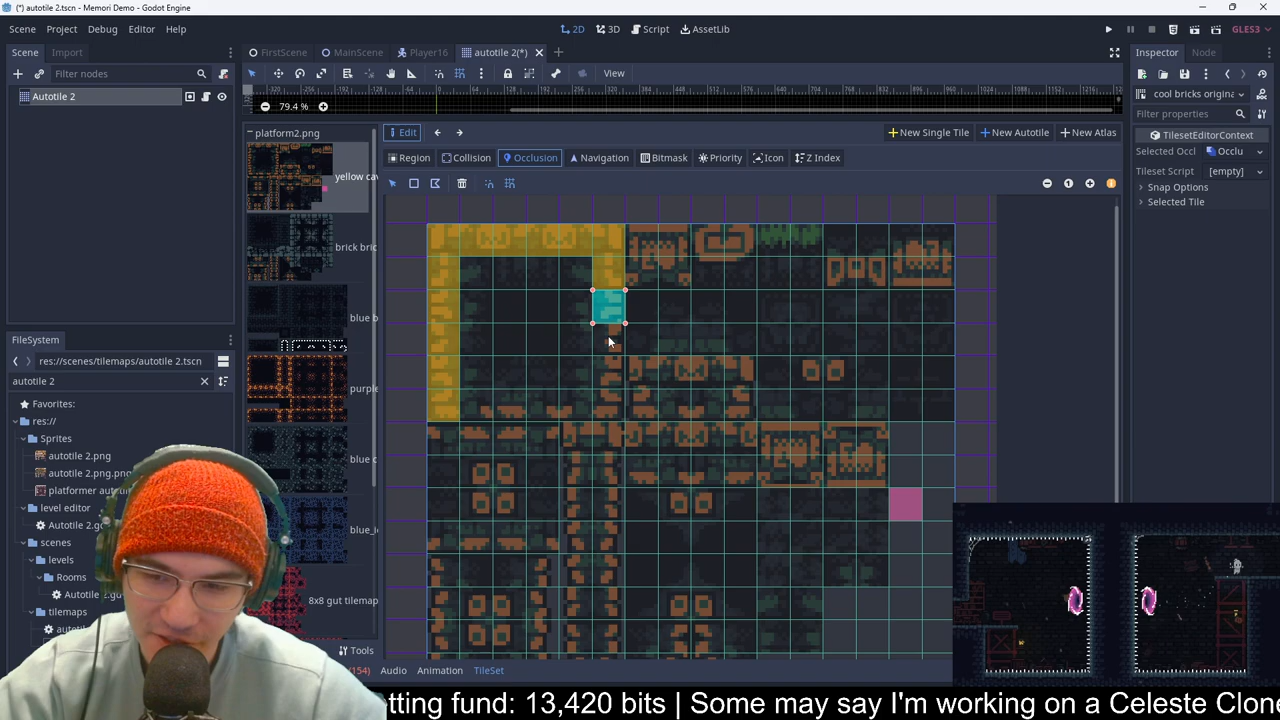 (*) autotile 2.tscn - Memori Demo - Godot Engine
Scene Project Debug Editor Help
2D 3D Script AssetLib
GLES3
Scene Import
FirstScene MainScene Player16 autotile 2(*)
Inspector Node
Filter nodes
View
Autotile 2
79.4 %
cool bricks origina
Filter properties
platform2.png
Edit
New Single Tile New Autotile New Atlas
TilesetEditorContext
Region Collision Occlusion Navigation Bitmask Priority Icon Z Index
Selected Occl Occlu
Tileset Script [empty]
Snap Options
Selected Tile
yellow cav
brick bric
blue b
purple
blue c
blue_i
8x8 gut tilemap
FileSystem
res://scenes/tilemaps/autotile 2.tscn
autotile 2
Favorites:
res://
Sprites
autotile 2.png
autotile 2.png.png
level editor
scenes
levels
Rooms
tilemaps
Tools
(154) Audio Animation TileSet
tting fund: 13,420 bits | Some may say I'm working on a Celeste Clone